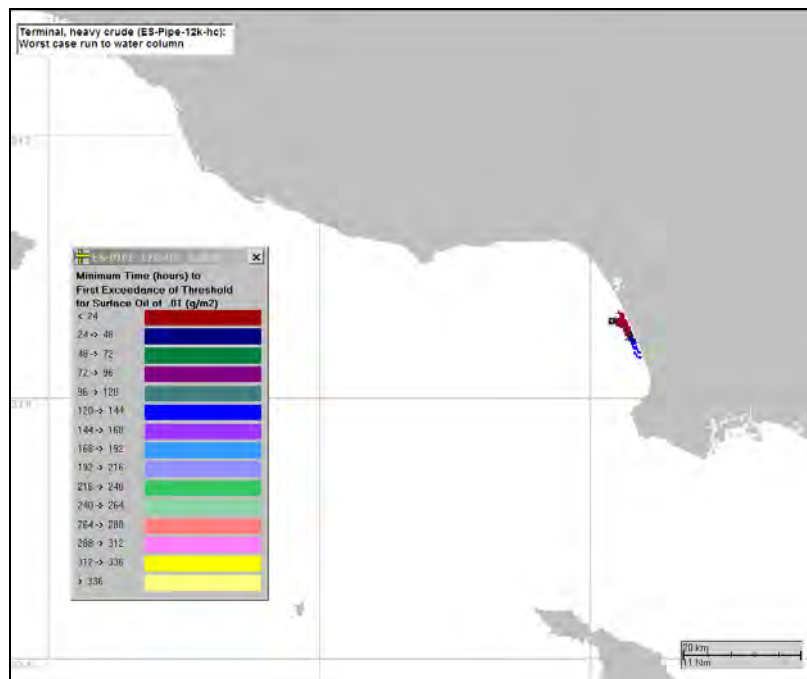 Terminal, heavy crude (ES-Pipe-12k-hc):
Worst case run to water column
Minimum Time (hours) to
First Exceedance of Threshold
for Surface Oil of .01 (g/m2)
< 24
24 -> 48
48 -> 72
72 -> 96
96 -> 120
120 -> 144
144 -> 168
168 -> 192
192 -> 216
216 -> 240
240 -> 264
264 -> 288
288 -> 312
312 -> 336
> 336
20 km
11 Nm